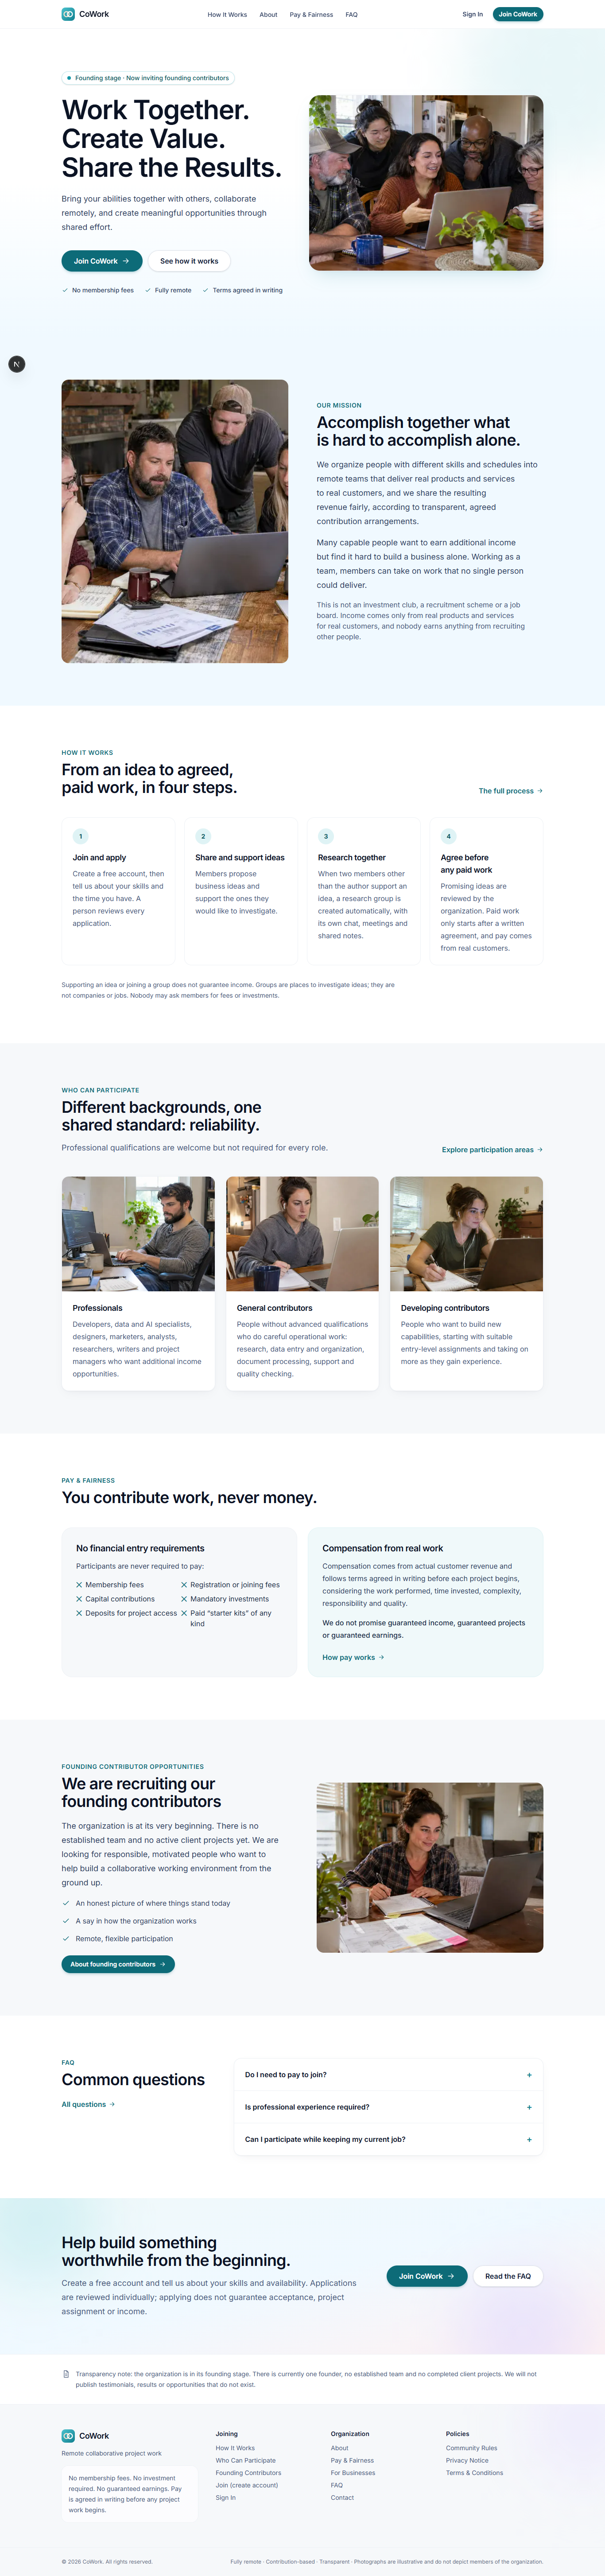 CoWork
How It Works
About
Pay & Fairness
FAQ
Sign In
Join CoWork
Founding stage · Now inviting founding contributors
Work Together.
Create Value.
Share the Results.
Bring your abilities together with others, collaborate
remotely, and create meaningful opportunities through
shared effort.
Join CoWork →
See how it works
No membership fees
Fully remote
Terms agreed in writing
N
OUR MISSION
Accomplish together what
is hard to accomplish alone.
We organize people with different skills and schedules into
remote teams that deliver real products and services
to real customers, and we share the resulting
revenue fairly, according to transparent, agreed
contribution arrangements.
Many capable people want to earn additional income
but find it hard to build a business alone. Working as a
team, members can take on work that no single person
could deliver.
This is not an investment club, a recruitment scheme or a job
board. Income comes only from real products and services
for real customers, and nobody earns anything from recruiting
other people.
HOW IT WORKS
From an idea to agreed,
paid work, in four steps.
The full process →
1
Join and apply
Create a free account, then
tell us about your skills and
the time you have. A
person reviews every
application.
2
Share and support ideas
Members propose
business ideas and
support the ones they
would like to investigate.
3
Research together
When two members other
than the author support an
idea, a research group is
created automatically, with
its own chat, meetings and
shared notes.
4
Agree before
any paid work
Promising ideas are
reviewed by the
organization. Paid work
only starts after a written
agreement, and pay comes
from real customers.
Supporting an idea or joining a group does not guarantee income. Groups are places to investigate ideas; they are
not companies or jobs. Nobody may ask members for fees or investments.
WHO CAN PARTICIPATE
Different backgrounds, one
shared standard: reliability.
Professional qualifications are welcome but not required for every role.
Explore participation areas →
Professionals
Developers, data and AI specialists,
designers, marketers, analysts,
researchers, writers and project
managers who want additional income
opportunities.
General contributors
People without advanced qualifications
who do careful operational work:
research, data entry and organization,
document processing, support and
quality checking.
Developing contributors
People who want to build new
capabilities, starting with suitable
entry-level assignments and taking on
more as they gain experience.
PAY & FAIRNESS
You contribute work, never money.
No financial entry requirements
Participants are never required to pay:
Membership fees
Registration or joining fees
Capital contributions
Mandatory investments
Deposits for project access
Paid “starter kits” of any
kind
Compensation from real work
Compensation comes from actual customer revenue and
follows terms agreed in writing before each project begins,
considering the work performed, time invested, complexity,
responsibility and quality.
We do not promise guaranteed income, guaranteed projects
or guaranteed earnings.
How pay works →
FOUNDING CONTRIBUTOR OPPORTUNITIES
We are recruiting our
founding contributors
The organization is at its very beginning. There is no
established team and no active client projects yet. We are
looking for responsible, motivated people who want to
help build a collaborative working environment from the
ground up.
An honest picture of where things stand today
A say in how the organization works
Remote, flexible participation
About founding contributors →
FAQ
Common questions
All questions →
Do I need to pay to join?
+
Is professional experience required?
+
Can I participate while keeping my current job?
+
Help build something
worthwhile from the beginning.
Create a free account and tell us about your skills and availability. Applications
are reviewed individually; applying does not guarantee acceptance, project
assignment or income.
Join CoWork →
Read the FAQ
Transparency note: the organization is in its founding stage. There is currently one founder, no established team and no completed client projects. We will not
publish testimonials, results or opportunities that do not exist.
CoWork
Remote collaborative project work
No membership fees. No investment
required. No guaranteed earnings. Pay
is agreed in writing before any project
work begins.
Joining
How It Works
Who Can Participate
Founding Contributors
Join (create account)
Sign In
Organization
About
Pay & Fairness
For Businesses
FAQ
Contact
Policies
Community Rules
Privacy Notice
Terms & Conditions
© 2026 CoWork. All rights reserved.
Fully remote · Contribution-based · Transparent · Photographs are illustrative and do not depict members of the organization.